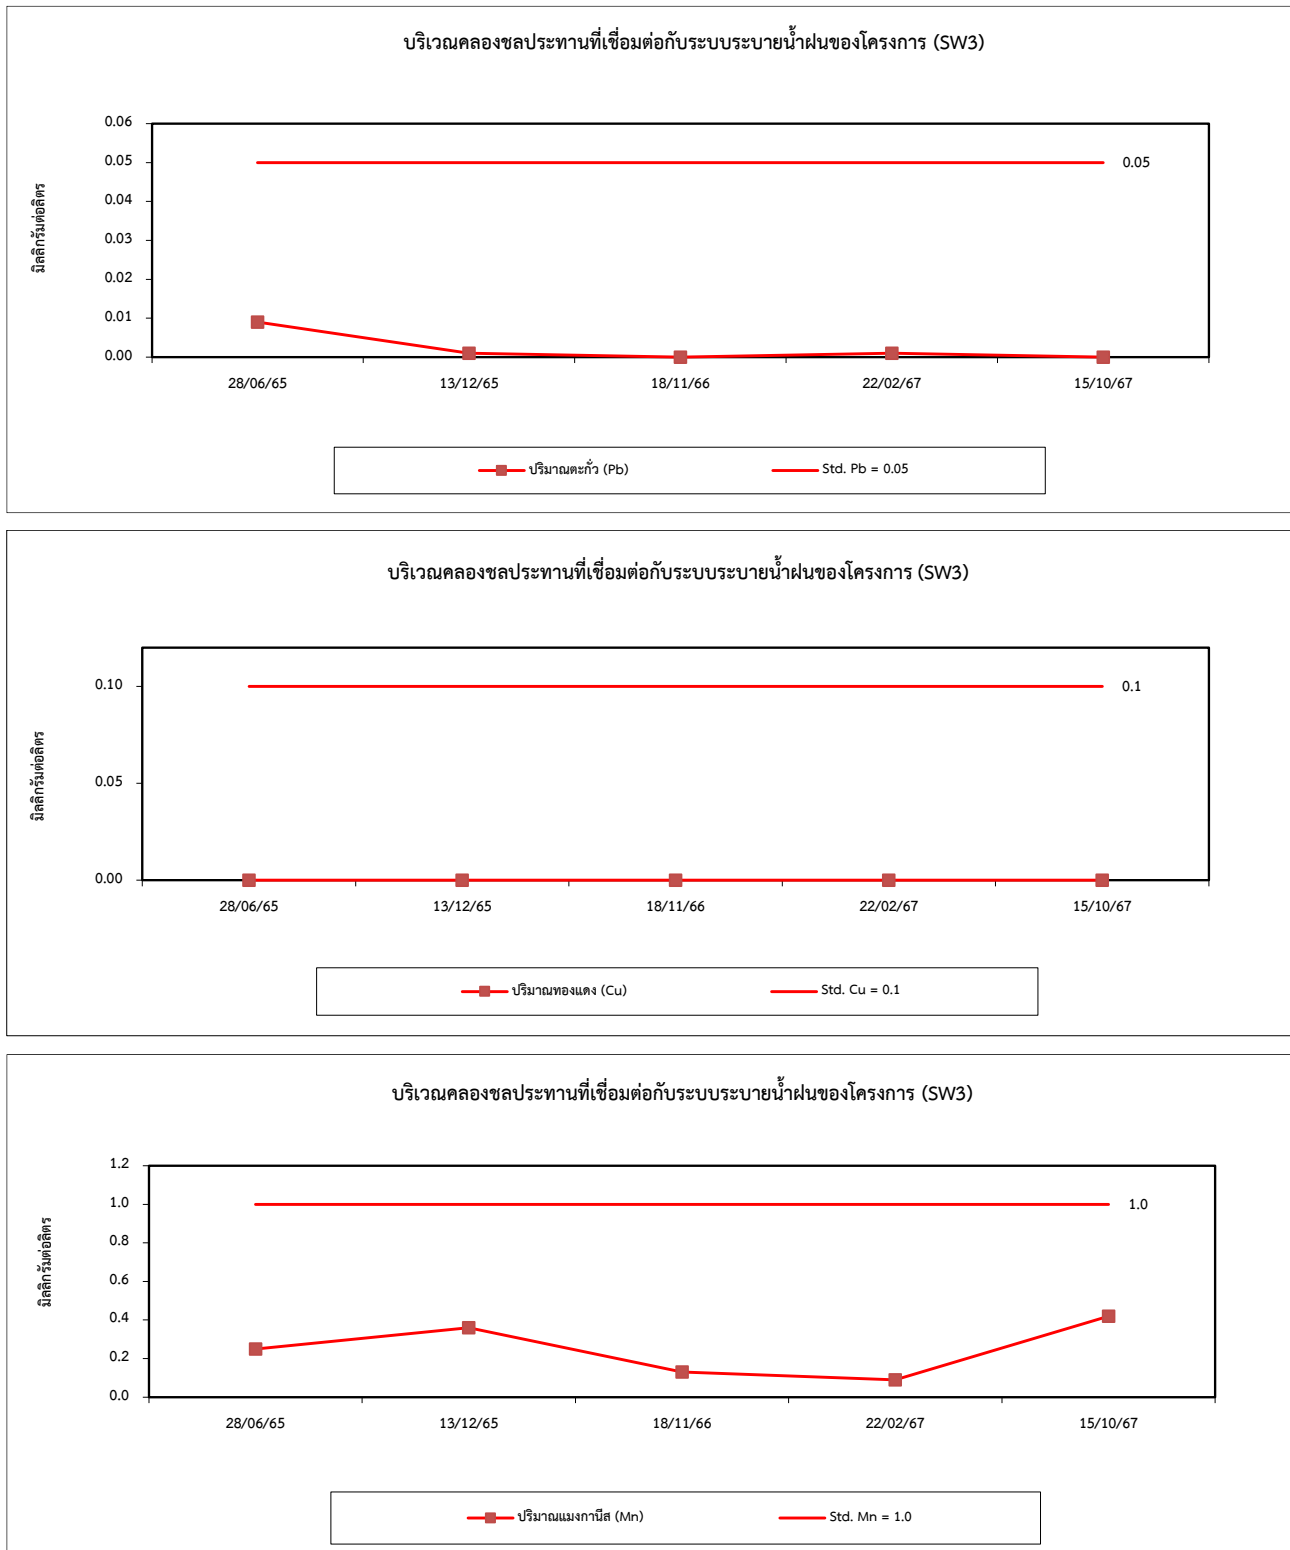 บริเวณคลองชลประทานที่เชื่อมต่อกับระบบระบายน้ำฝนของโครงการ (SW3)
มิลลิกรัมต่อลิตร
0.06
0.05
0.04
0.03
0.02
0.01
0.00
0.05
28/06/65 13/12/65 18/11/66 22/02/67 15/10/67
ปริมาณตะกั่ว (Pb) Std. Pb = 0.05
บริเวณคลองชลประทานที่เชื่อมต่อกับระบบระบายน้ำฝนของโครงการ (SW3)
มิลลิกรัมต่อลิตร
0.10
0.05
0.00
0.1
28/06/65 13/12/65 18/11/66 22/02/67 15/10/67
ปริมาณทองแดง (Cu) Std. Cu = 0.1
บริเวณคลองชลประทานที่เชื่อมต่อกับระบบระบายน้ำฝนของโครงการ (SW3)
มิลลิกรัมต่อลิตร
1.2
1.0
0.8
0.6
0.4
0.2
0.0
1.0
28/06/65 13/12/65 18/11/66 22/02/67 15/10/67
ปริมาณแมงกานีส (Mn) Std. Mn = 1.0